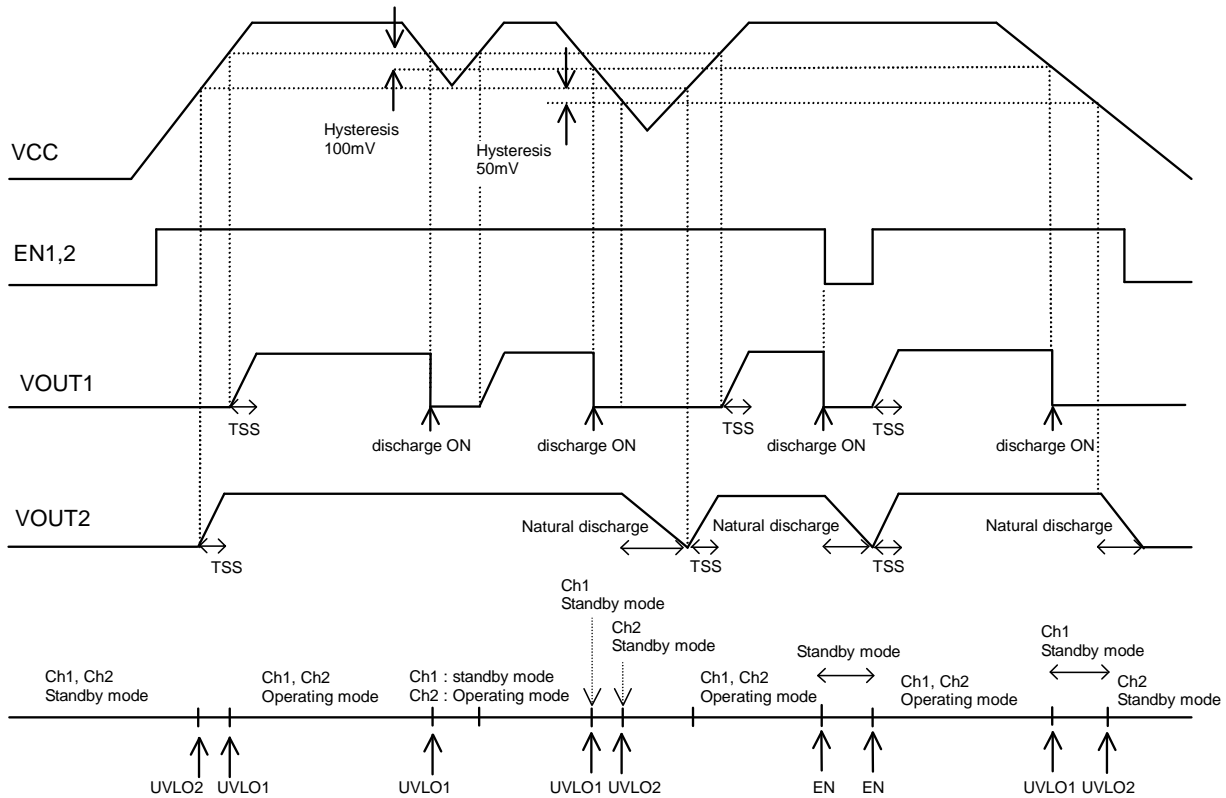 Hysteresis
100mV
Hysteresis
50mV
VCC
EN1,2
VOUT1
TSS
discharge ON
discharge ON
TSS
discharge ON
TSS
discharge ON
VOUT2
TSS
Natural discharge
TSS
Natural discharge
TSS
Natural discharge
Ch1
Standby mode
Ch2
Standby mode
Ch1, Ch2
Standby mode
Ch1, Ch2
Operating mode
Ch1 : standby mode
Ch2 : Operating mode
Ch1, Ch2
Operating mode
Standby mode
Ch1, Ch2
Operating mode
Ch1
Standby mode
Ch2
Standby mode
UVLO2
UVLO1
UVLO1
UVLO1
UVLO2
EN
EN
UVLO1
UVLO2